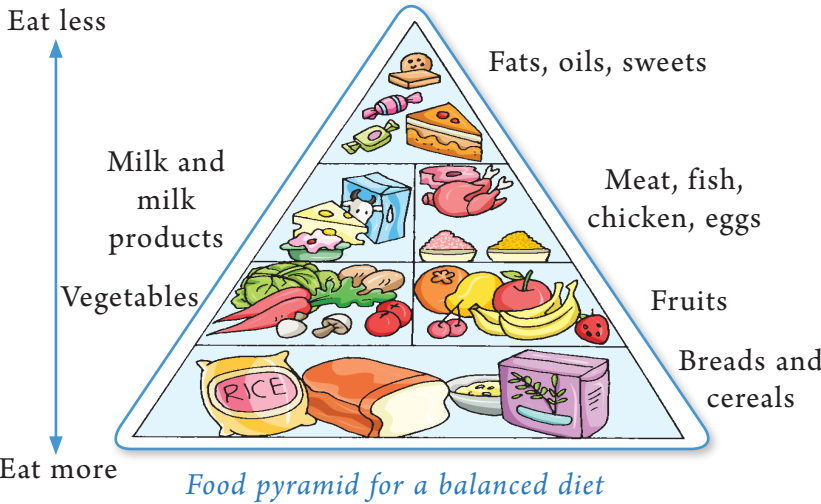 Eat less
Fats, oils, sweets
Milk and
milk
products
Meat, fish,
chicken, eggs
Vegetables
Fruits
RICE
Breads and
cereals
Eat more
Food pyramid for a balanced diet